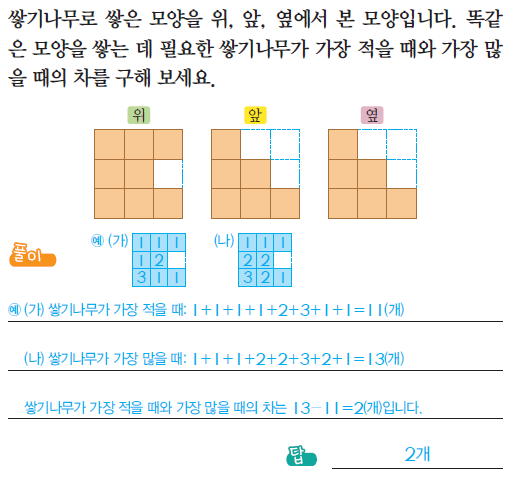 쌓기나무로 쌓은 모양을 위, 앞, 옆에서 본 모양입니다. 똑같
은 모양을 쌓는 데 필요한 쌓기나무가 가장 적을 때와 가장 많
을 때의 차를 구해 보세요.
위 앞 옆
풀이
예 (가) 1 1 1 (나) 1 1 1
1 2 2 2
3 1 1 3 2 1
예 (가) 쌓기나무가 가장 적을 때: 1+1+1+1+2+3+1+1=11(개)
(나) 쌓기나무가 가장 많을 때: 1+1+1+2+2+3+2+1=13(개)
쌓기나무가 가장 적을 때와 가장 많을 때의 차는 13-11=2(개)입니다.
답 2개